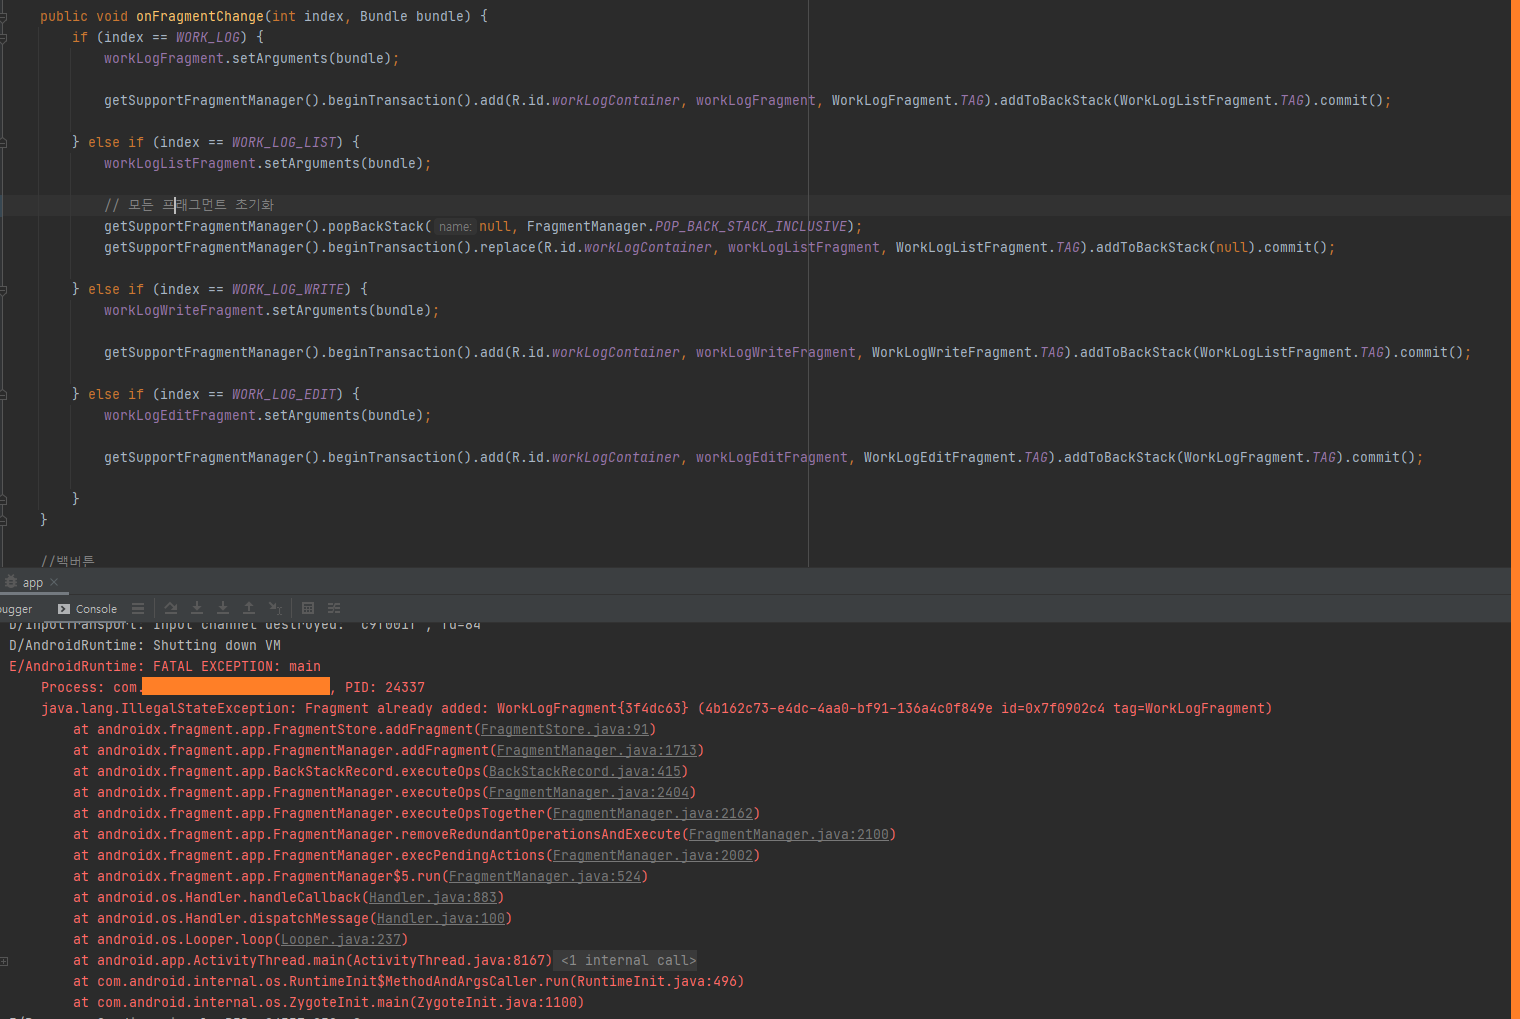 public void onFragmentChange(int index, Bundle bundle) {
if (index == WORK_LOG) {
workLogFragment.setArguments(bundle);
getSupportFragmentManager().beginTransaction().add(R.id.workLogContainer, workLogFragment, WorkLogFragment.TAG).addToBackStack(WorkLogListFragment.TAG).commit();
} else if (index == WORK_LOG_LIST) {
workLogListFragment.setArguments(bundle);
// 모든 프래그먼트 초기화
getSupportFragmentManager().popBackStack( name: null, FragmentManager.POP_BACK_STACK_INCLUSIVE);
getSupportFragmentManager().beginTransaction().replace(R.id.workLogContainer, workLogListFragment, WorkLogListFragment.TAG).addToBackStack(null).commit();
} else if (index == WORK_LOG_WRITE) {
workLogWriteFragment.setArguments(bundle);
getSupportFragmentManager().beginTransaction().add(R.id.workLogContainer, workLogWriteFragment, WorkLogWriteFragment.TAG).addToBackStack(WorkLogListFragment.TAG).commit();
} else if (index == WORK_LOG_EDIT) {
workLogEditFragment.setArguments(bundle);
getSupportFragmentManager().beginTransaction().add(R.id.workLogContainer, workLogEditFragment, WorkLogEditFragment.TAG).addToBackStack(WorkLogFragment.TAG).commit();
}
}
//백버튼
app
ugger Console
D/InputTransport: Input channel destroyed:
D/AndroidRuntime: Shutting down VM
E/AndroidRuntime: FATAL EXCEPTION: main
Process: com. , PID: 24337
java.lang.IllegalStateException: Fragment already added: WorkLogFragment{3f4dc63} (4b162c73-e4dc-4aa0-bf91-136a4c0f849e id=0x7f0902c4 tag=WorkLogFragment)
at androidx.fragment.app.FragmentStore.addFragment(FragmentStore.java:91)
at androidx.fragment.app.FragmentManager.addFragment(FragmentManager.java:1713)
at androidx.fragment.app.BackStackRecord.executeOps(BackStackRecord.java:415)
at androidx.fragment.app.FragmentManager.executeOps(FragmentManager.java:2404)
at androidx.fragment.app.FragmentManager.executeOpsTogether(FragmentManager.java:2162)
at androidx.fragment.app.FragmentManager.removeRedundantOperationsAndExecute(FragmentManager.java:2100)
at androidx.fragment.app.FragmentManager.execPendingActions(FragmentManager.java:2002)
at androidx.fragment.app.FragmentManager$5.run(FragmentManager.java:524)
at android.os.Handler.handleCallback(Handler.java:883)
at android.os.Handler.dispatchMessage(Handler.java:100)
at android.os.Looper.loop(Looper.java:237)
at android.app.ActivityThread.main(ActivityThread.java:8167) <1 internal call>
at com.android.internal.os.RuntimeInit$MethodAndArgsCaller.run(RuntimeInit.java:496)
at com.android.internal.os.ZygoteInit.main(ZygoteInit.java:1100)